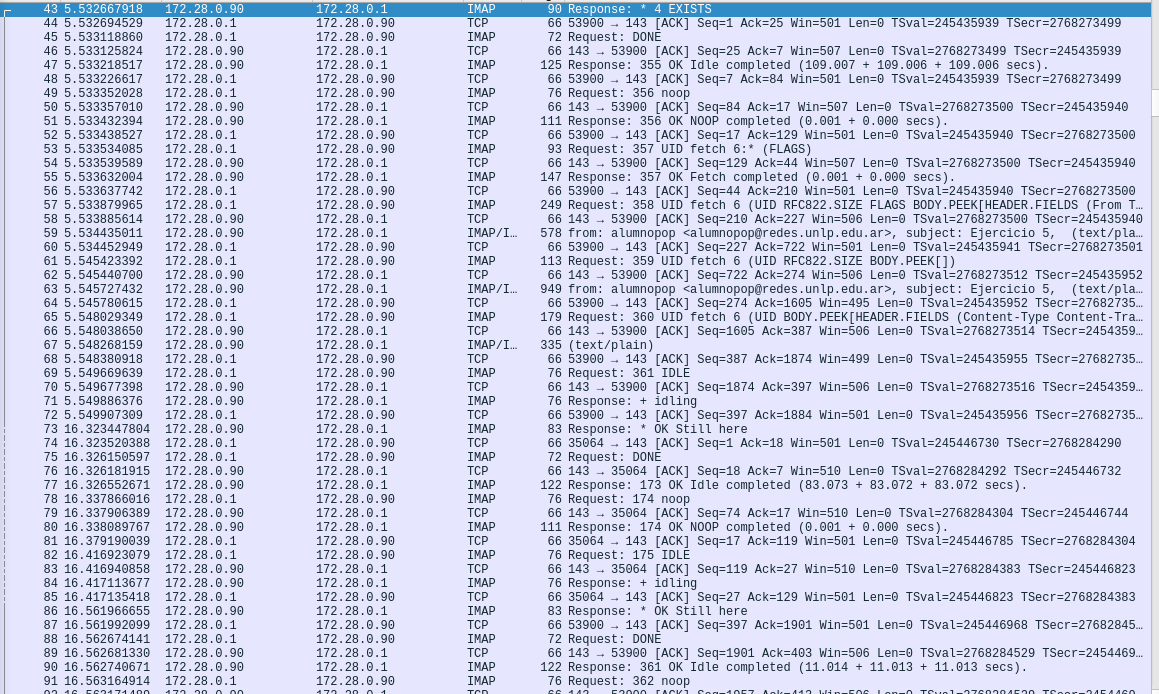 43 5.532667918 172.28.0.90 172.28.0.1 IMAP 90 Response: * 4 EXISTS
44 5.532694529 172.28.0.1 172.28.0.90 TCP 66 53900 → 143 [ACK] Seq=1 Ack=25 Win=501 Len=0 TSval=245435939 TSecr=2768273499
45 5.533118860 172.28.0.1 172.28.0.90 IMAP 72 Request: DONE
46 5.533125824 172.28.0.90 172.28.0.1 TCP 66 143 → 53900 [ACK] Seq=25 Ack=7 Win=507 Len=0 TSval=2768273499 TSecr=245435939
47 5.533218517 172.28.0.90 172.28.0.1 IMAP 125 Response: 355 OK Idle completed (109.007 + 109.006 + 109.006 secs).
48 5.533226617 172.28.0.1 172.28.0.90 TCP 66 53900 → 143 [ACK] Seq=7 Ack=84 Win=501 Len=0 TSval=245435939 TSecr=2768273499
49 5.533352028 172.28.0.1 172.28.0.90 IMAP 76 Request: 356 noop
50 5.533357010 172.28.0.90 172.28.0.1 TCP 66 143 → 53900 [ACK] Seq=84 Ack=17 Win=507 Len=0 TSval=2768273500 TSecr=245435940
51 5.533432394 172.28.0.90 172.28.0.1 IMAP 111 Response: 356 OK NOOP completed (0.001 + 0.000 secs).
52 5.533438527 172.28.0.1 172.28.0.90 TCP 66 53900 → 143 [ACK] Seq=17 Ack=129 Win=501 Len=0 TSval=245435940 TSecr=2768273500
53 5.533534085 172.28.0.1 172.28.0.90 IMAP 93 Request: 357 UID fetch 6:* (FLAGS)
54 5.533539589 172.28.0.90 172.28.0.1 TCP 66 143 → 53900 [ACK] Seq=129 Ack=44 Win=507 Len=0 TSval=2768273500 TSecr=245435940
55 5.533632004 172.28.0.90 172.28.0.1 IMAP 147 Response: 357 OK Fetch completed (0.001 + 0.000 secs).
56 5.533637742 172.28.0.1 172.28.0.90 TCP 66 53900 → 143 [ACK] Seq=44 Ack=210 Win=501 Len=0 TSval=245435940 TSecr=2768273500
57 5.533879965 172.28.0.1 172.28.0.90 IMAP 249 Request: 358 UID fetch 6 (UID RFC822.SIZE FLAGS BODY.PEEK[HEADER.FIELDS (From T…
58 5.533885614 172.28.0.90 172.28.0.1 TCP 66 143 → 53900 [ACK] Seq=210 Ack=227 Win=506 Len=0 TSval=2768273500 TSecr=245435940
59 5.534435011 172.28.0.90 172.28.0.1 IMAP/I… 578 from: alumnopop <alumnopop@redes.unlp.edu.ar>, subject: Ejercicio 5, (text/pla…
60 5.534452949 172.28.0.1 172.28.0.90 TCP 66 53900 → 143 [ACK] Seq=227 Ack=722 Win=501 Len=0 TSval=245435941 TSecr=2768273501
61 5.545423392 172.28.0.1 172.28.0.90 IMAP 113 Request: 359 UID fetch 6 (UID RFC822.SIZE BODY.PEEK[])
62 5.545440700 172.28.0.90 172.28.0.1 TCP 66 143 → 53900 [ACK] Seq=722 Ack=274 Win=506 Len=0 TSval=2768273512 TSecr=245435952
63 5.545727432 172.28.0.90 172.28.0.1 IMAP/I… 949 from: alumnopop <alumnopop@redes.unlp.edu.ar>, subject: Ejercicio 5, (text/pla…
64 5.545780615 172.28.0.1 172.28.0.90 TCP 66 53900 → 143 [ACK] Seq=274 Ack=1605 Win=495 Len=0 TSval=245435952 TSecr=27682735…
65 5.548029349 172.28.0.1 172.28.0.90 IMAP 179 Request: 360 UID fetch 6 (UID BODY.PEEK[HEADER.FIELDS (Content-Type Content-Tra…
66 5.548038650 172.28.0.90 172.28.0.1 TCP 66 143 → 53900 [ACK] Seq=1605 Ack=387 Win=506 Len=0 TSval=2768273514 TSecr=2454359…
67 5.548268159 172.28.0.90 172.28.0.1 IMAP/I… 335 (text/plain)
68 5.548380918 172.28.0.1 172.28.0.90 TCP 66 53900 → 143 [ACK] Seq=387 Ack=1874 Win=499 Len=0 TSval=245435955 TSecr=27682735…
69 5.549669639 172.28.0.1 172.28.0.90 IMAP 76 Request: 361 IDLE
70 5.549677398 172.28.0.90 172.28.0.1 TCP 66 143 → 53900 [ACK] Seq=1874 Ack=397 Win=506 Len=0 TSval=2768273516 TSecr=2454359…
71 5.549886376 172.28.0.90 172.28.0.1 IMAP 76 Response: + idling
72 5.549907309 172.28.0.1 172.28.0.90 TCP 66 53900 → 143 [ACK] Seq=397 Ack=1884 Win=501 Len=0 TSval=245435956 TSecr=27682735…
73 16.323447804 172.28.0.90 172.28.0.1 IMAP 83 Response: * OK Still here
74 16.323520388 172.28.0.1 172.28.0.90 TCP 66 35064 → 143 [ACK] Seq=1 Ack=18 Win=501 Len=0 TSval=245446730 TSecr=2768284290
75 16.326150597 172.28.0.1 172.28.0.90 IMAP 72 Request: DONE
76 16.326181915 172.28.0.90 172.28.0.1 TCP 66 143 → 35064 [ACK] Seq=18 Ack=7 Win=510 Len=0 TSval=2768284292 TSecr=245446732
77 16.326552671 172.28.0.90 172.28.0.1 IMAP 122 Response: 173 OK Idle completed (83.073 + 83.072 + 83.072 secs).
78 16.337866016 172.28.0.1 172.28.0.90 IMAP 76 Request: 174 noop
79 16.337906389 172.28.0.90 172.28.0.1 TCP 66 143 → 35064 [ACK] Seq=74 Ack=17 Win=510 Len=0 TSval=2768284304 TSecr=245446744
80 16.338089767 172.28.0.90 172.28.0.1 IMAP 111 Response: 174 OK NOOP completed (0.001 + 0.000 secs).
81 16.379190039 172.28.0.1 172.28.0.90 TCP 66 35064 → 143 [ACK] Seq=17 Ack=119 Win=501 Len=0 TSval=245446785 TSecr=2768284304
82 16.416923079 172.28.0.1 172.28.0.90 IMAP 76 Request: 175 IDLE
83 16.416940858 172.28.0.90 172.28.0.1 TCP 66 143 → 35064 [ACK] Seq=119 Ack=27 Win=510 Len=0 TSval=2768284383 TSecr=245446823
84 16.417113677 172.28.0.90 172.28.0.1 IMAP 76 Response: + idling
85 16.417135418 172.28.0.1 172.28.0.90 TCP 66 35064 → 143 [ACK] Seq=27 Ack=129 Win=501 Len=0 TSval=245446823 TSecr=2768284383
86 16.561966655 172.28.0.90 172.28.0.1 IMAP 83 Response: * OK Still here
87 16.561992099 172.28.0.1 172.28.0.90 TCP 66 53900 → 143 [ACK] Seq=397 Ack=1901 Win=501 Len=0 TSval=245446968 TSecr=27682845…
88 16.562674141 172.28.0.1 172.28.0.90 IMAP 72 Request: DONE
89 16.562681330 172.28.0.90 172.28.0.1 TCP 66 143 → 53900 [ACK] Seq=1901 Ack=403 Win=506 Len=0 TSval=2768284529 TSecr=2454469…
90 16.562740671 172.28.0.90 172.28.0.1 IMAP 122 Response: 361 OK Idle completed (11.014 + 11.013 + 11.013 secs).
91 16.563164914 172.28.0.1 172.28.0.90 IMAP 76 Request: 362 noop